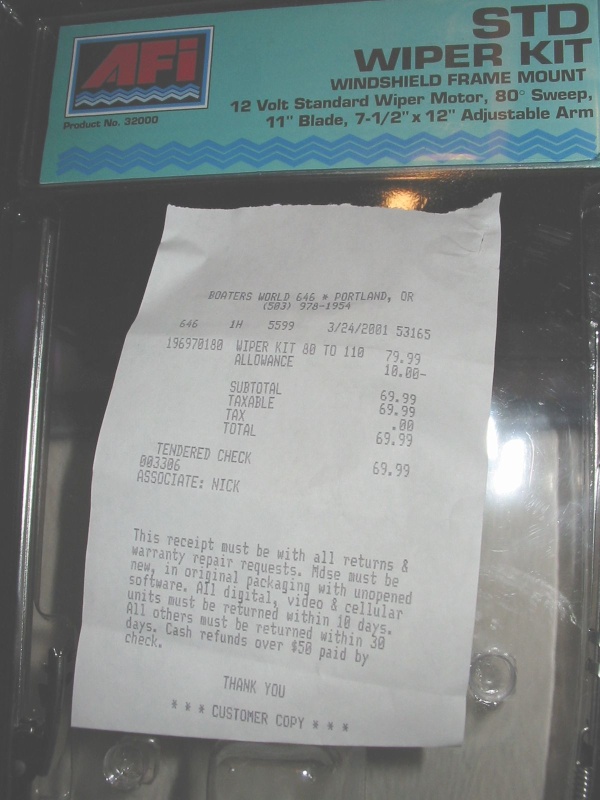 AFi
Product No. 32000
STD
WIPER KIT
WINDSHIELD FRAME MOUNT
12 Volt Standard Wiper Motor, 80° Sweep,
11" Blade, 7-1/2" x 12" Adjustable Arm
BOATERS WORLD 646 * PORTLAND, OR
(503) 978-1954
646 1H 5599 3/24/2001 53165
196970180 WIPER KIT 80 TO 110 79.99
ALLOWANCE 10.00-
SUBTOTAL 69.99
TAXABLE 69.99
TAX .00
TOTAL 69.99
TENDERED CHECK 69.99
003306
ASSOCIATE: NICK
This receipt must be with all returns &
warranty repair requests. Mdse must be
new, in original packaging with unopened
software. All digital, video & cellular
units must be returned within 10 days.
All others must be returned within 30
days. Cash refunds over $50 paid by
check.
THANK YOU
* * * CUSTOMER COPY * * *